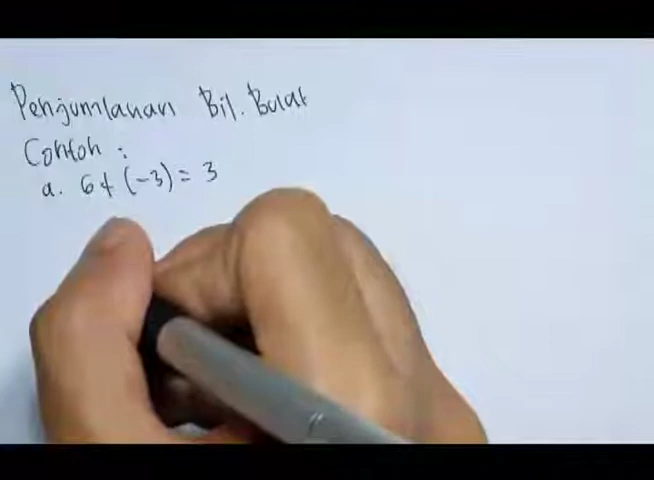 Penjumlahan Bil. Bulat
Contoh :
a. 6 + (-3) = 3